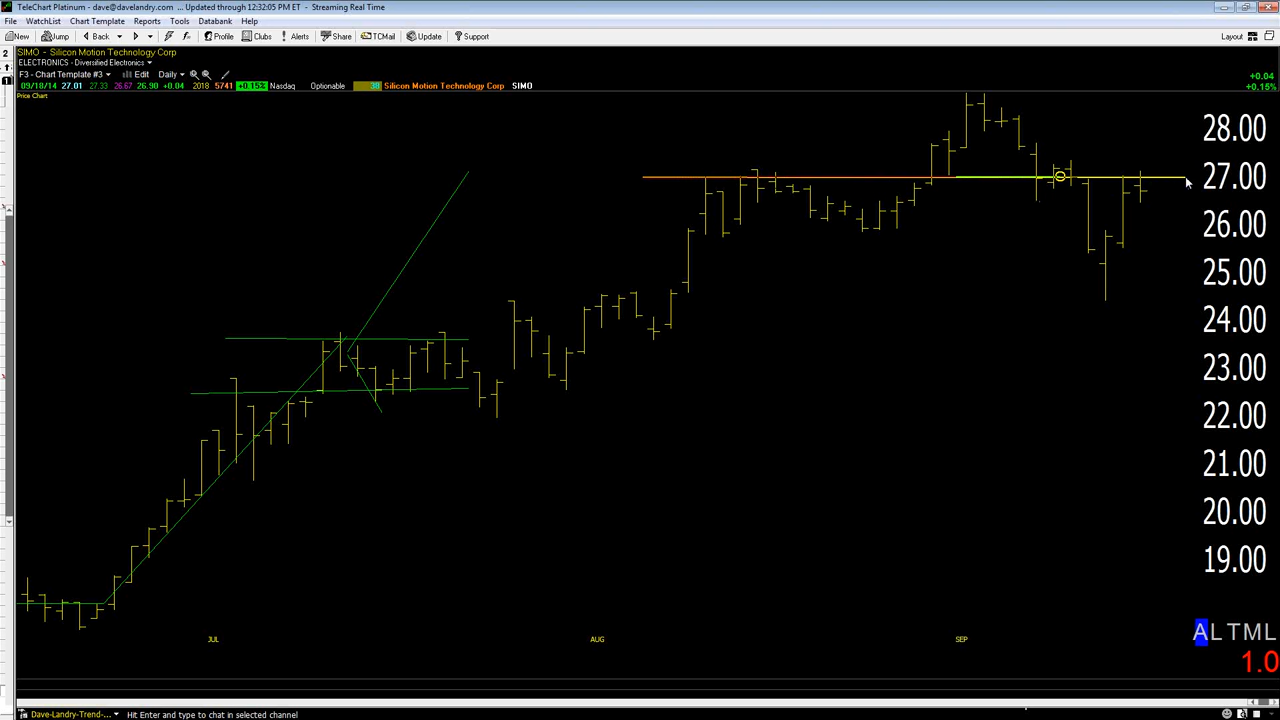 TeleChart Platinum - dave@davelandry.com ... Updated through 12:32:05 PM ET - Streaming Real Time
File WatchList Chart Template Reports Tools Databank Help
Back Jump Profile Clubs Alerts Share TCMail Update Support Layout
2 SIMO - Silicon Motion Technology Corp
ELECTRONICS - Diversified Electronics
F3 - Chart Template #3 Edit Daily +0.04
1 09/18/14 27.01 27.33 26.67 26.90 +0.04 2018 5741 +0.15% Nasdaq Optionable 38 Silicon Motion Technology Corp SIMO +0.15%
Price Chart
28.00
27.00
26.00
25.00
24.00
23.00
22.00
21.00
20.00
19.00
ALTML
JUL AUG SEP
1.0
Dave-Landry-Trend-... Hit Enter and type to chat in selected channel